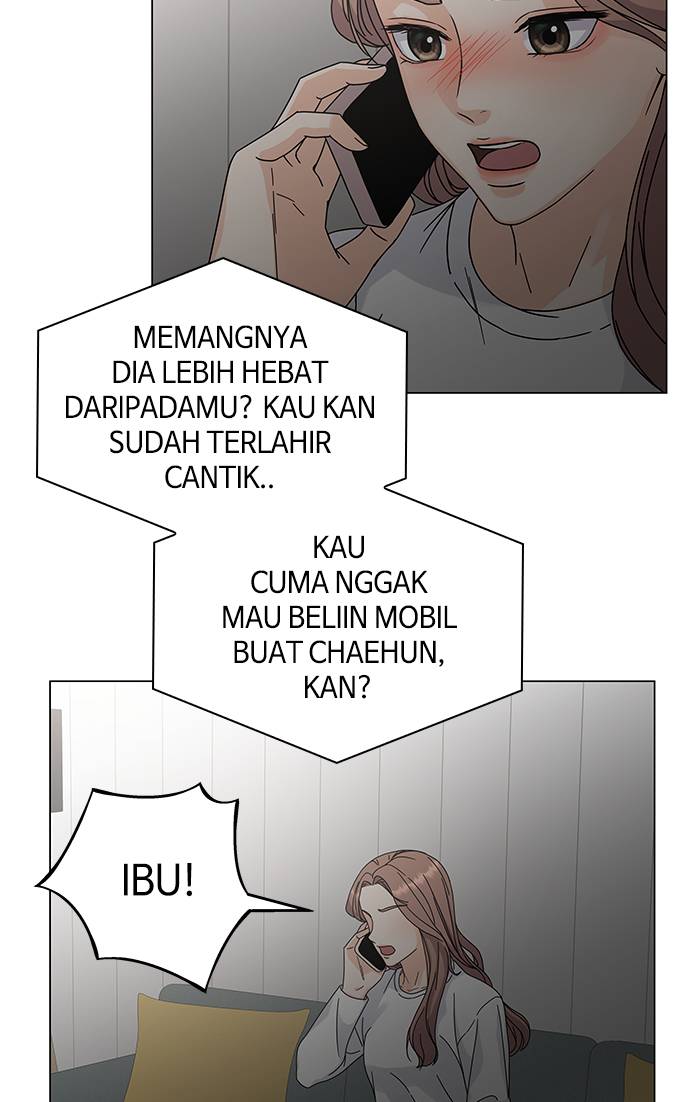 MEMANGNYA
DIA LEBIH HEBAT
DARIPADAMU? KAU KAN
SUDAH TERLAHIR
CANTIK..
KAU
CUMA NGGAK
MAU BELIIN MOBIL
BUAT CHAEHUN,
KAN?
IBU!